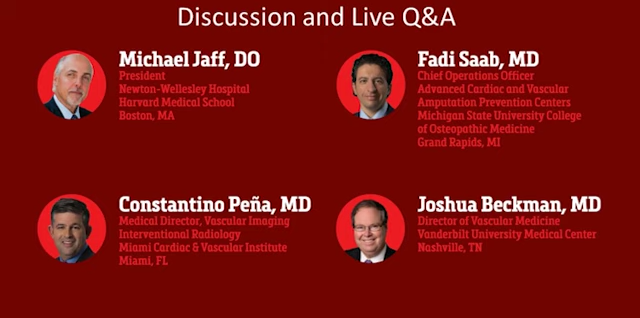 Discussion and Live Q&A
Michael Jaff, DO
President
Newton-Wellesley Hospital
Harvard Medical School
Boston, MA
Fadi Saab, MD
Chief Operations Officer
Advanced Cardiac and Vascular
Amputation Prevention Centers
Michigan State University College
of Osteopathic Medicine
Grand Rapids, MI
Constantino Peña, MD
Medical Director, Vascular Imaging
Interventional Radiology
Miami Cardiac & Vascular Institute
Miami, FL
Joshua Beckman, MD
Director of Vascular Medicine
Vanderbilt University Medical Center
Nashville, TN